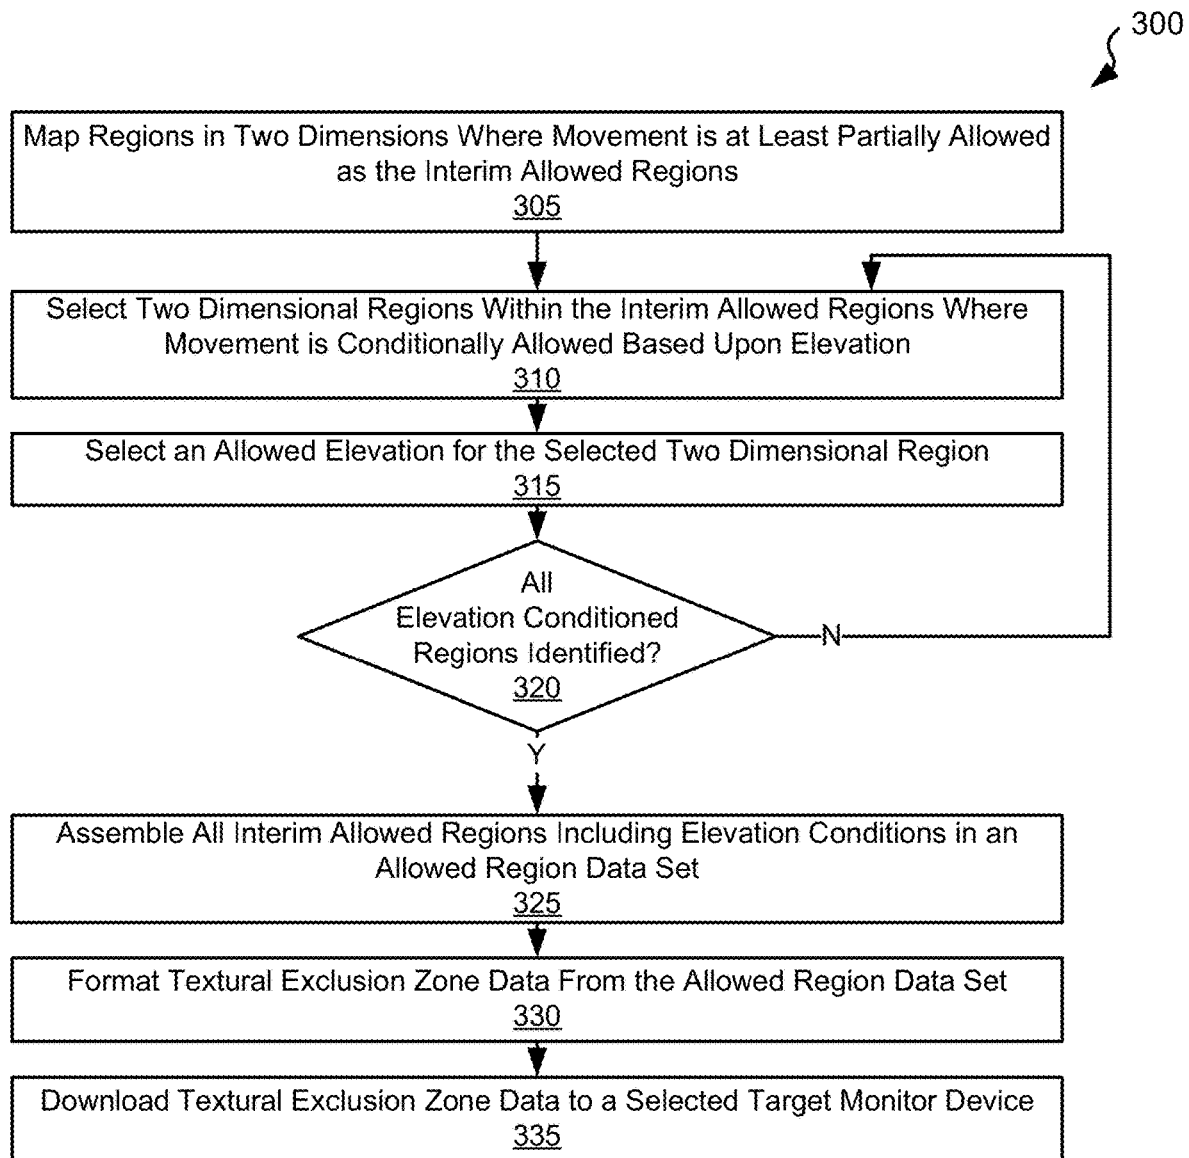 300
Map Regions in Two Dimensions Where Movement is at Least Partially Allowed
as the Interim Allowed Regions
305
Select Two Dimensional Regions Within the Interim Allowed Regions Where
Movement is Conditionally Allowed Based Upon Elevation
310
Select an Allowed Elevation for the Selected Two Dimensional Region
315
All
Elevation Conditioned
Regions Identified?
320
N
Y
Assemble All Interim Allowed Regions Including Elevation Conditions in an
Allowed Region Data Set
325
Format Textural Exclusion Zone Data From the Allowed Region Data Set
330
Download Textural Exclusion Zone Data to a Selected Target Monitor Device
335